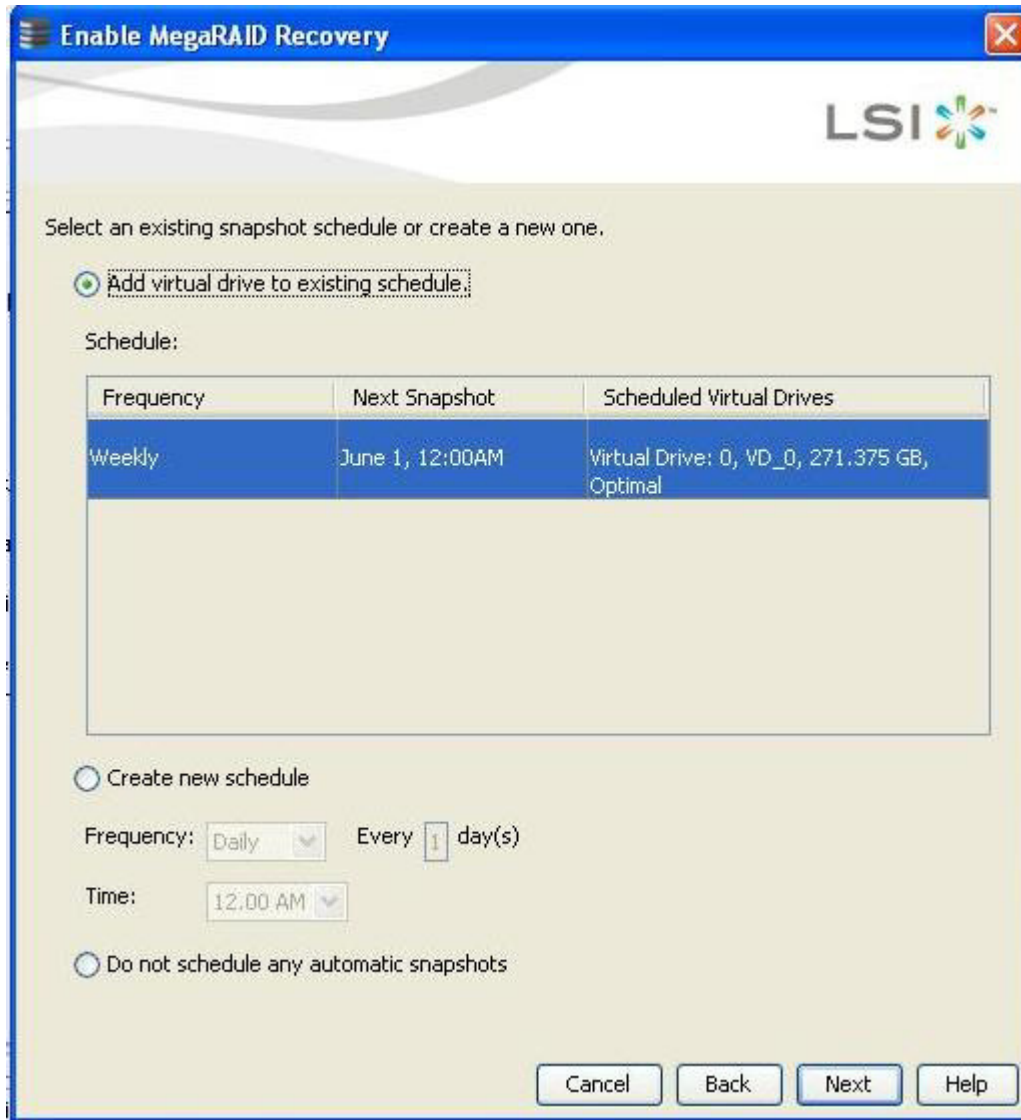 Enable MegaRAID Recovery
LSI
Select an existing snapshot schedule or create a new one.
Add virtual drive to existing schedule.
Schedule:
Frequency Next Snapshot Scheduled Virtual Drives
Weekly June 1, 12:00AM Virtual Drive: 0, VD_0, 271.375 GB,
Optimal
Create new schedule
Frequency: Daily Every 1 day(s)
Time: 12.00 AM
Do not schedule any automatic snapshots
Cancel Back Next Help